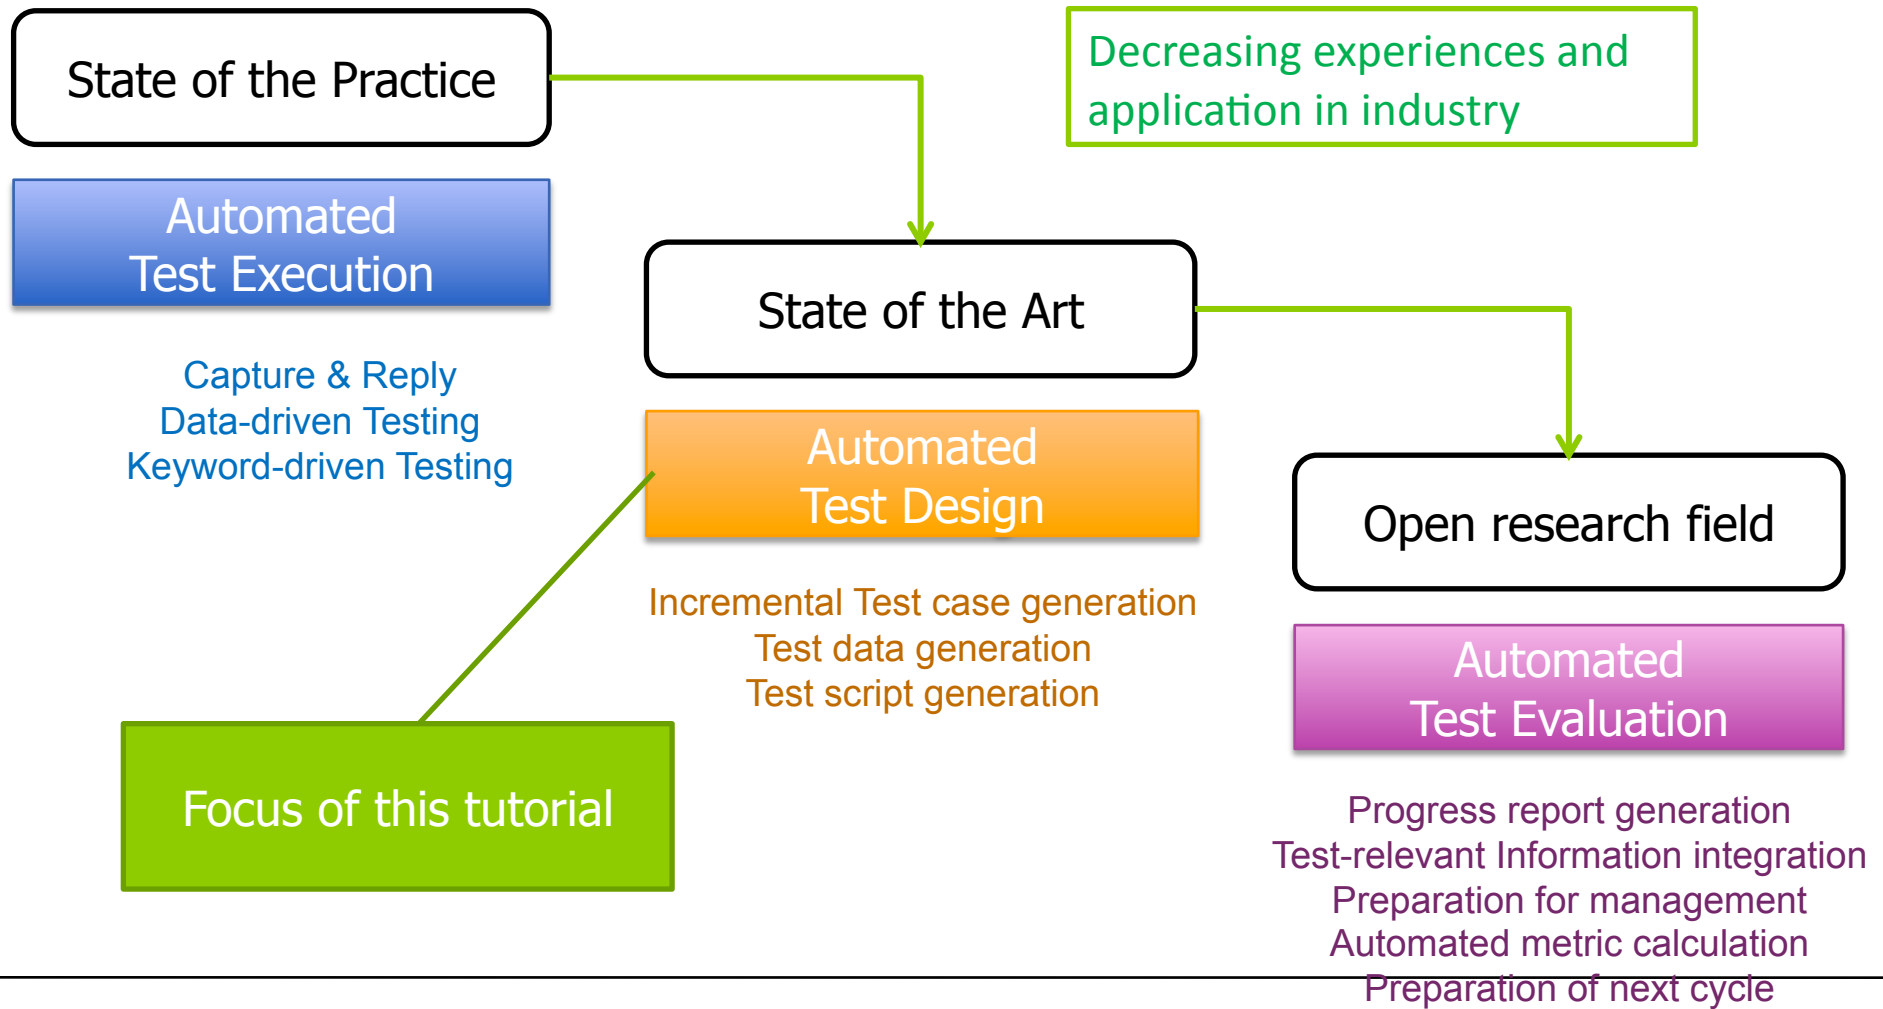 State of the Practice
Decreasing experiences and
application in industry
Automated
Test Execution
Capture & Reply
Data-driven Testing
Keyword-driven Testing
State of the Art
Automated
Test Design
Incremental Test case generation
Test data generation
Test script generation
Focus of this tutorial
Open research field
Automated
Test Evaluation
Progress report generation
Test-relevant Information integration
Preparation for management
Automated metric calculation
Preparation of next cycle